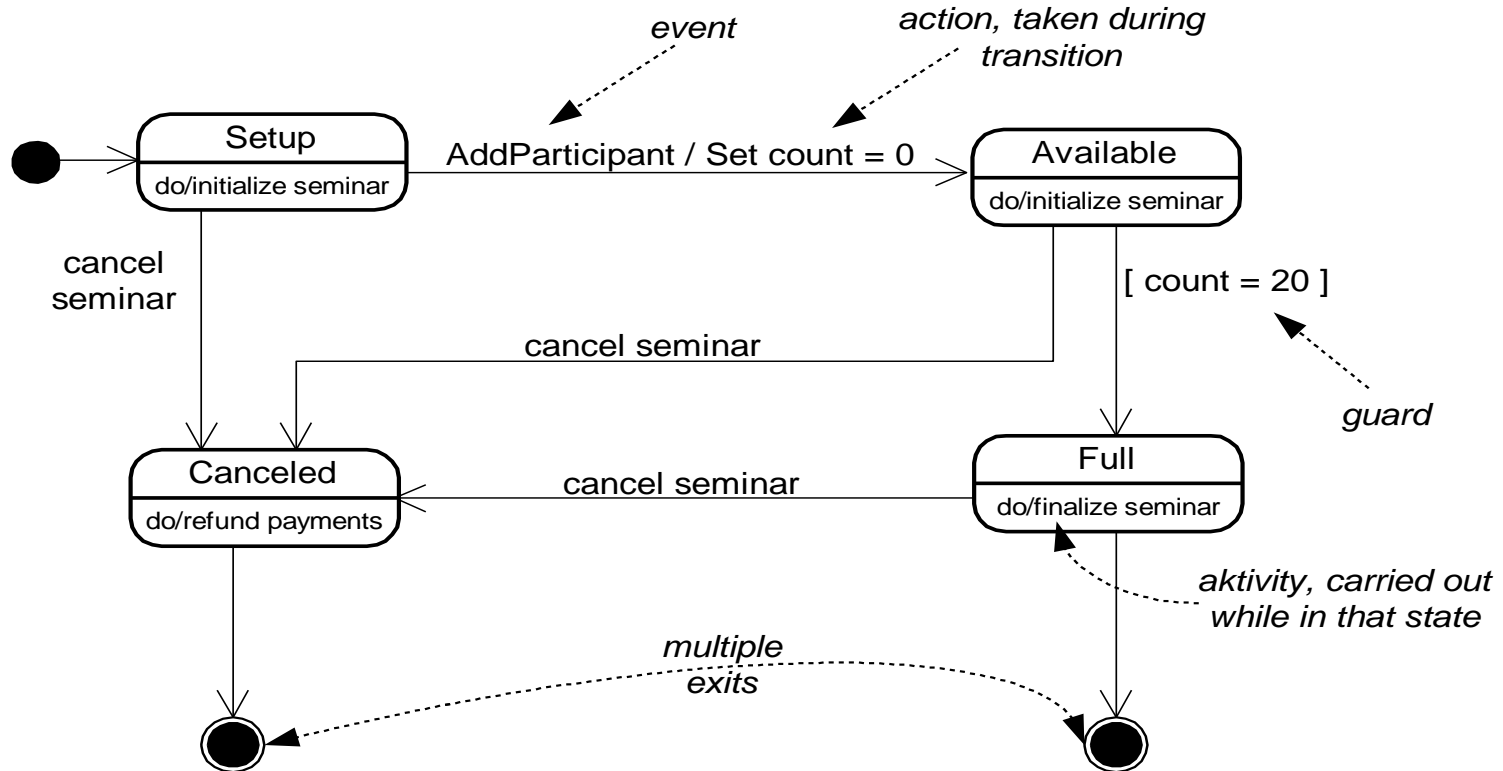 event
action, taken during
transition
Setup
do/initialize seminar
AddParticipant / Set count = 0
Available
do/initialize seminar
cancel
seminar
[ count = 20 ]
cancel seminar
guard
Canceled
do/refund payments
cancel seminar
Full
do/finalize seminar
aktivity, carried out
while in that state
multiple
exits